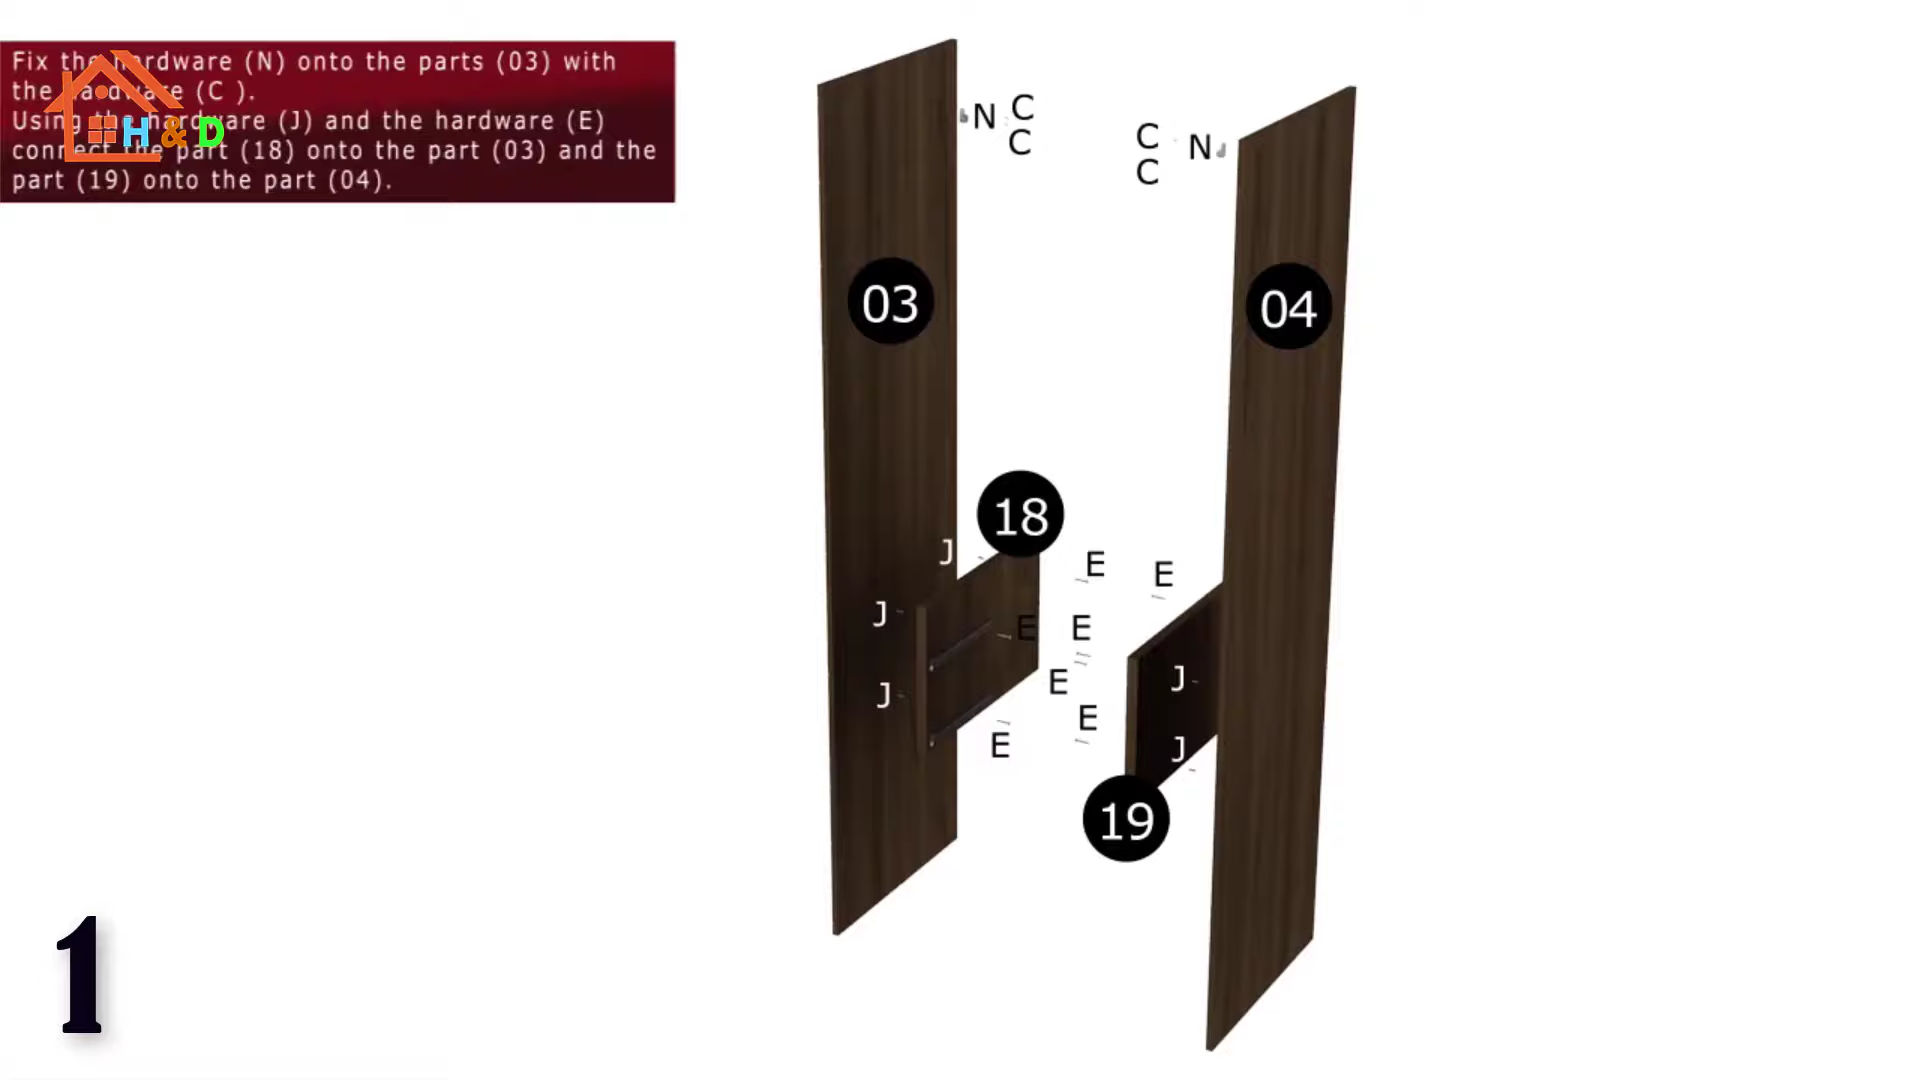 Fix the hardware (N) onto the parts (03) with
the hardware (C ).
Using the hardware (J) and the hardware (E)
connect the part (18) onto the part (03) and the
part (19) onto the part (04).
H & D
N C
C
C
N
C
03
04
18
J
E
E
J
E
E
J
E
J
E
E
J
19
1